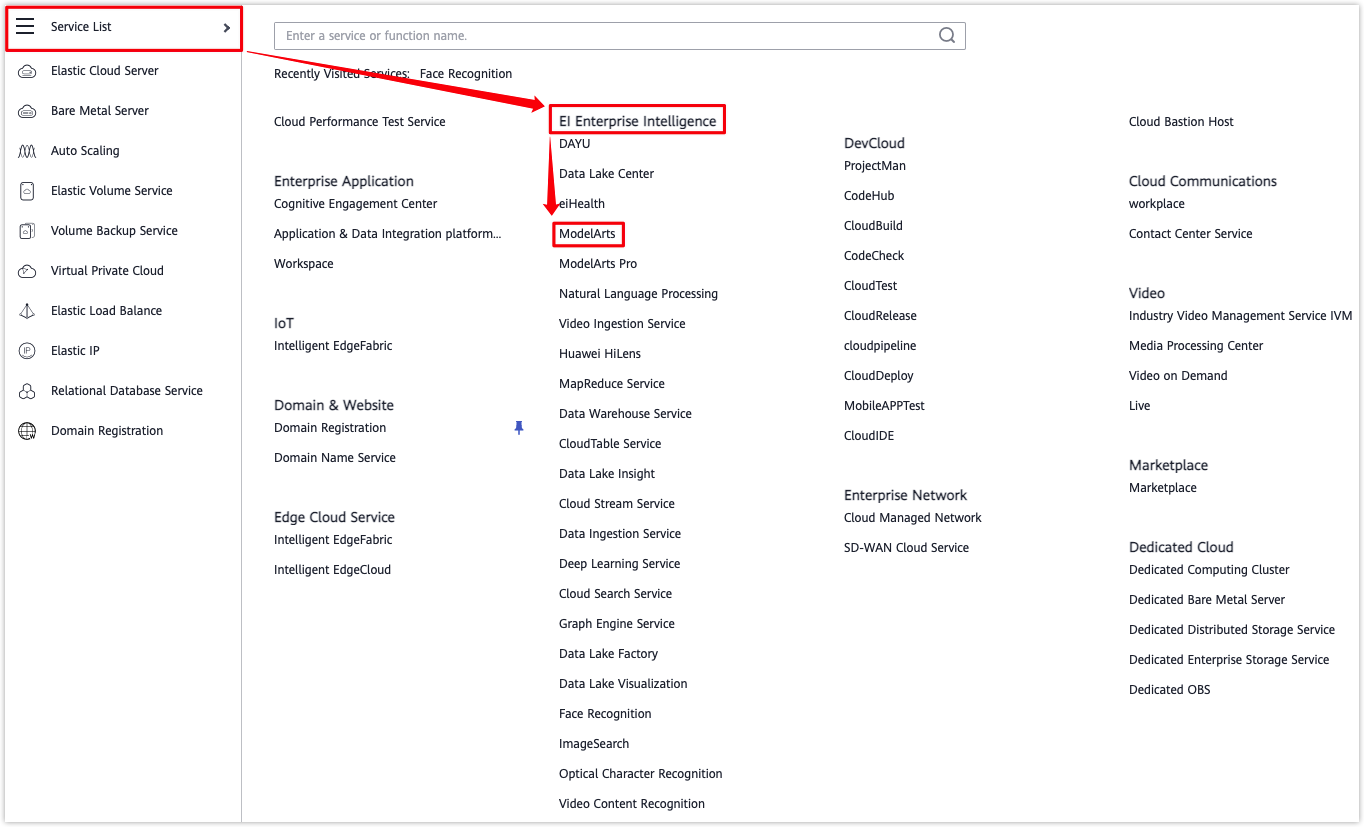 Service List
Elastic Cloud Server
Bare Metal Server
Auto Scaling
Elastic Volume Service
Volume Backup Service
Virtual Private Cloud
Elastic Load Balance
IP
Elastic IP
Relational Database Service
Domain Registration
Enter a service or function name.
Recently Visited Services: Face Recognition
Cloud Performance Test Service
Enterprise Application
Cognitive Engagement Center
Application & Data Integration platform...
Workspace
IoT
Intelligent EdgeFabric
Domain & Website
Domain Registration
Domain Name Service
Edge Cloud Service
Intelligent EdgeFabric
Intelligent EdgeCloud
EI Enterprise Intelligence
DAYU
Data Lake Center
eiHealth
ModelArts
ModelArts Pro
Natural Language Processing
Video Ingestion Service
Huawei HiLens
MapReduce Service
Data Warehouse Service
CloudTable Service
Data Lake Insight
Cloud Stream Service
Data Ingestion Service
Deep Learning Service
Cloud Search Service
Graph Engine Service
Data Lake Factory
Data Lake Visualization
Face Recognition
ImageSearch
Optical Character Recognition
Video Content Recognition
DevCloud
ProjectMan
CodeHub
CloudBuild
CodeCheck
CloudTest
CloudRelease
cloudpipeline
CloudDeploy
MobileAPPTest
CloudIDE
Enterprise Network
Cloud Managed Network
SD-WAN Cloud Service
Cloud Bastion Host
Cloud Communications
workplace
Contact Center Service
Video
Industry Video Management Service IVM
Media Processing Center
Video on Demand
Live
Marketplace
Marketplace
Dedicated Cloud
Dedicated Computing Cluster
Dedicated Bare Metal Server
Dedicated Distributed Storage Service
Dedicated Enterprise Storage Service
Dedicated OBS